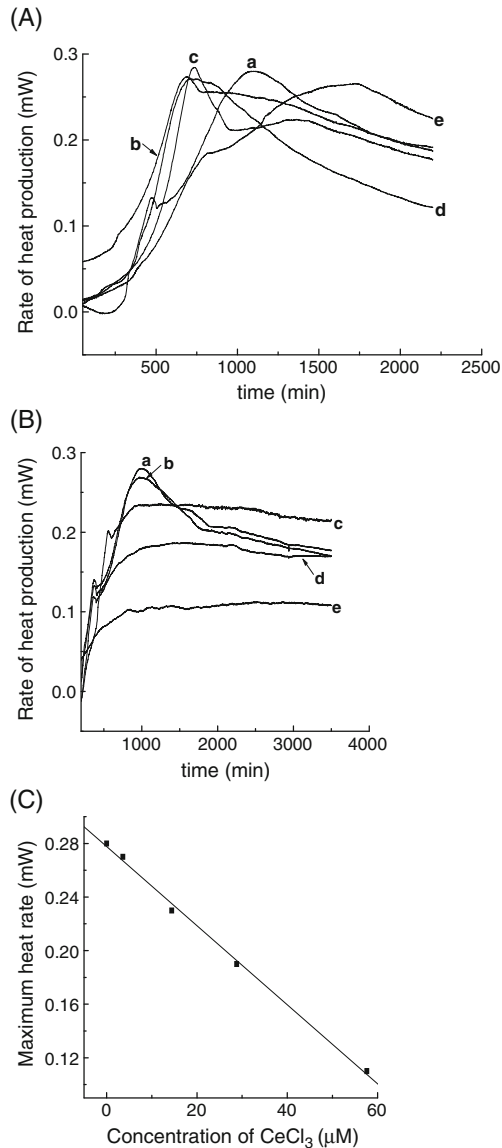 (A)
Rate of heat production (mW)
0.3
0.2
0.1
0.0
c
a
b
e
d
500
1000
1500
2000
2500
time (min)
(B)
Rate of heat production (mW)
0.3
0.2
0.1
0.0
a
b
c
d
e
1000
2000
3000
4000
time (min)
(C)
Maximum heat rate (mW)
0.28
0.24
0.20
0.16
0.12
0
20
40
60
Concentration of CeCl₃ (μM)